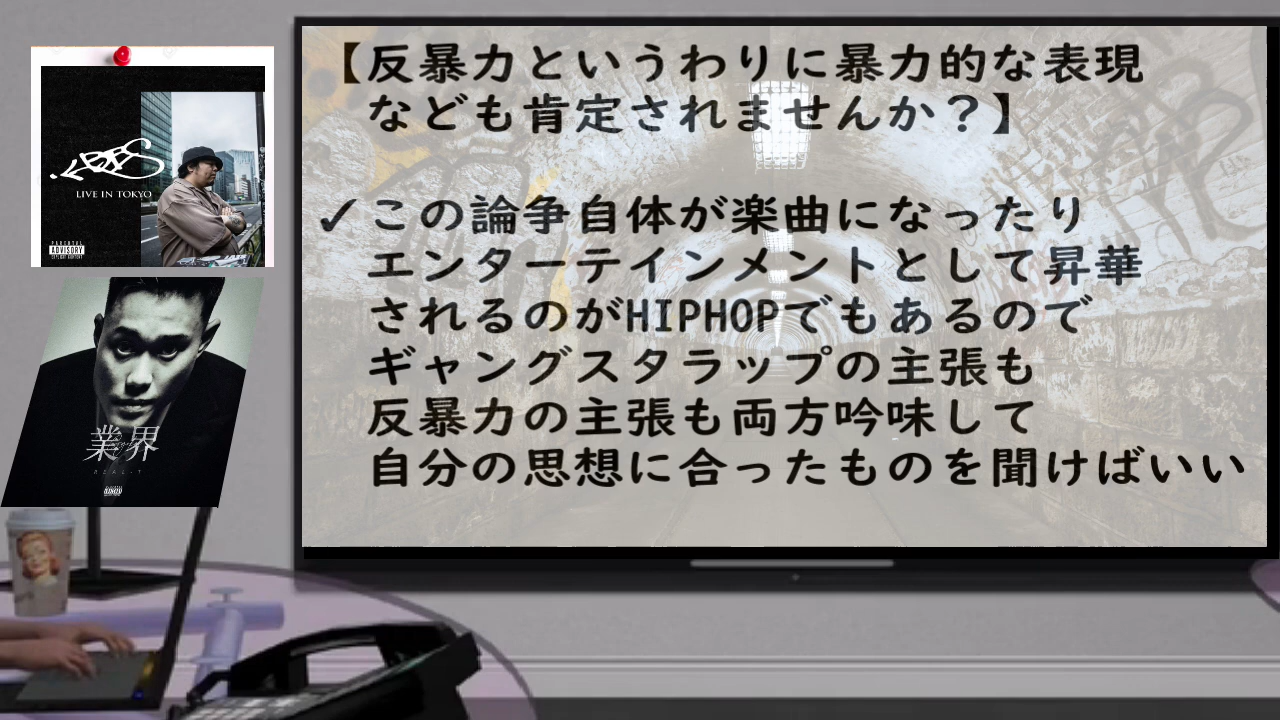 【反暴力というわりに暴力的な表現
なども肯定されませんか？】
✓この論争自体が楽曲になったり
エンターテインメントとして昇華
されるのがHIPHOPでもあるので
ギャングスタラップの主張も
反暴力の主張も両方吟味して
自分の思想に合ったものを聞けばいい
LIVE IN TOKYO
PARENTAL
ADVISORY
EXPLICIT CONTENT
業界